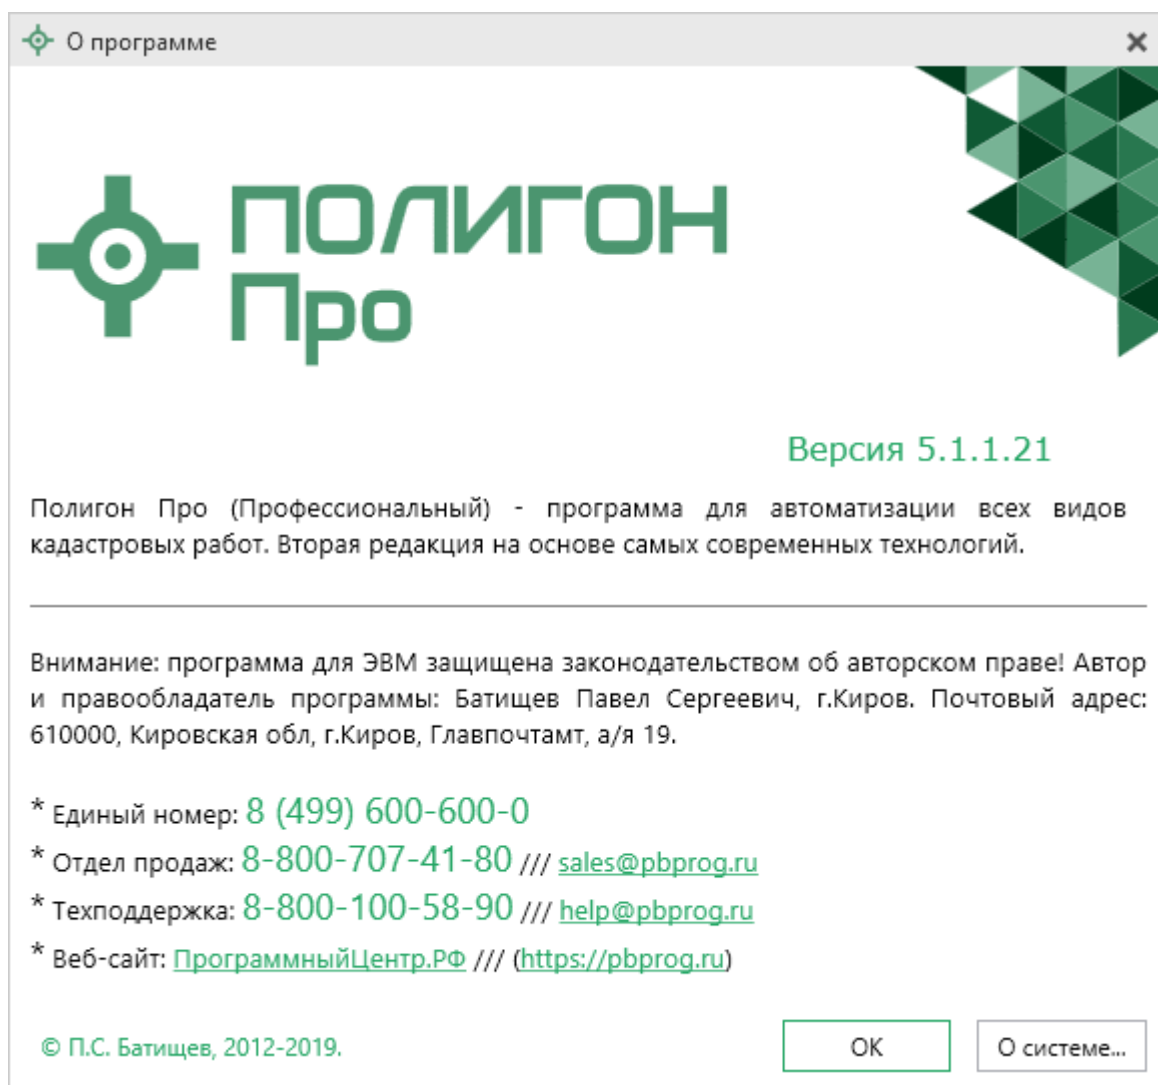 О программе
ПОЛИГОН
Про
Версия 5.1.1.21
Полигон Про (Профессиональный) - программа для автоматизации всех видов
кадастровых работ. Вторая редакция на основе самых современных технологий.
Внимание: программа для ЭВМ защищена законодательством об авторском праве! Автор
и правообладатель программы: Батищев Павел Сергеевич, г.Киров. Почтовый адрес:
610000, Кировская обл, г.Киров, Главпочтамт, а/я 19.
* Единый номер: 8 (499) 600-600-0
* Отдел продаж: 8-800-707-41-80 /// sales@pbprog.ru
* Техподдержка: 8-800-100-58-90 /// help@pbprog.ru
* Веб-сайт: ПрограммныйЦентр.РФ /// (https://pbprog.ru)
© П.С. Батищев, 2012-2019.
ОК
О системе...